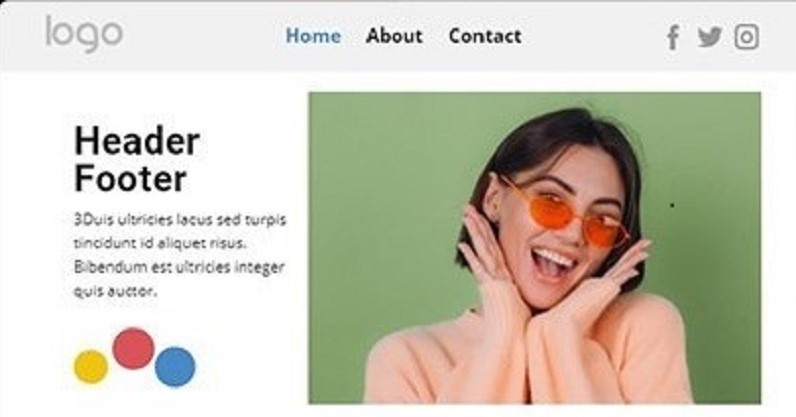 logo
Home About Contact
Header
Footer
3Duis ultricies lacus sed turpis
tincidunt id aliquet risus.
Bibendum est ultricies integer
quis auctor.